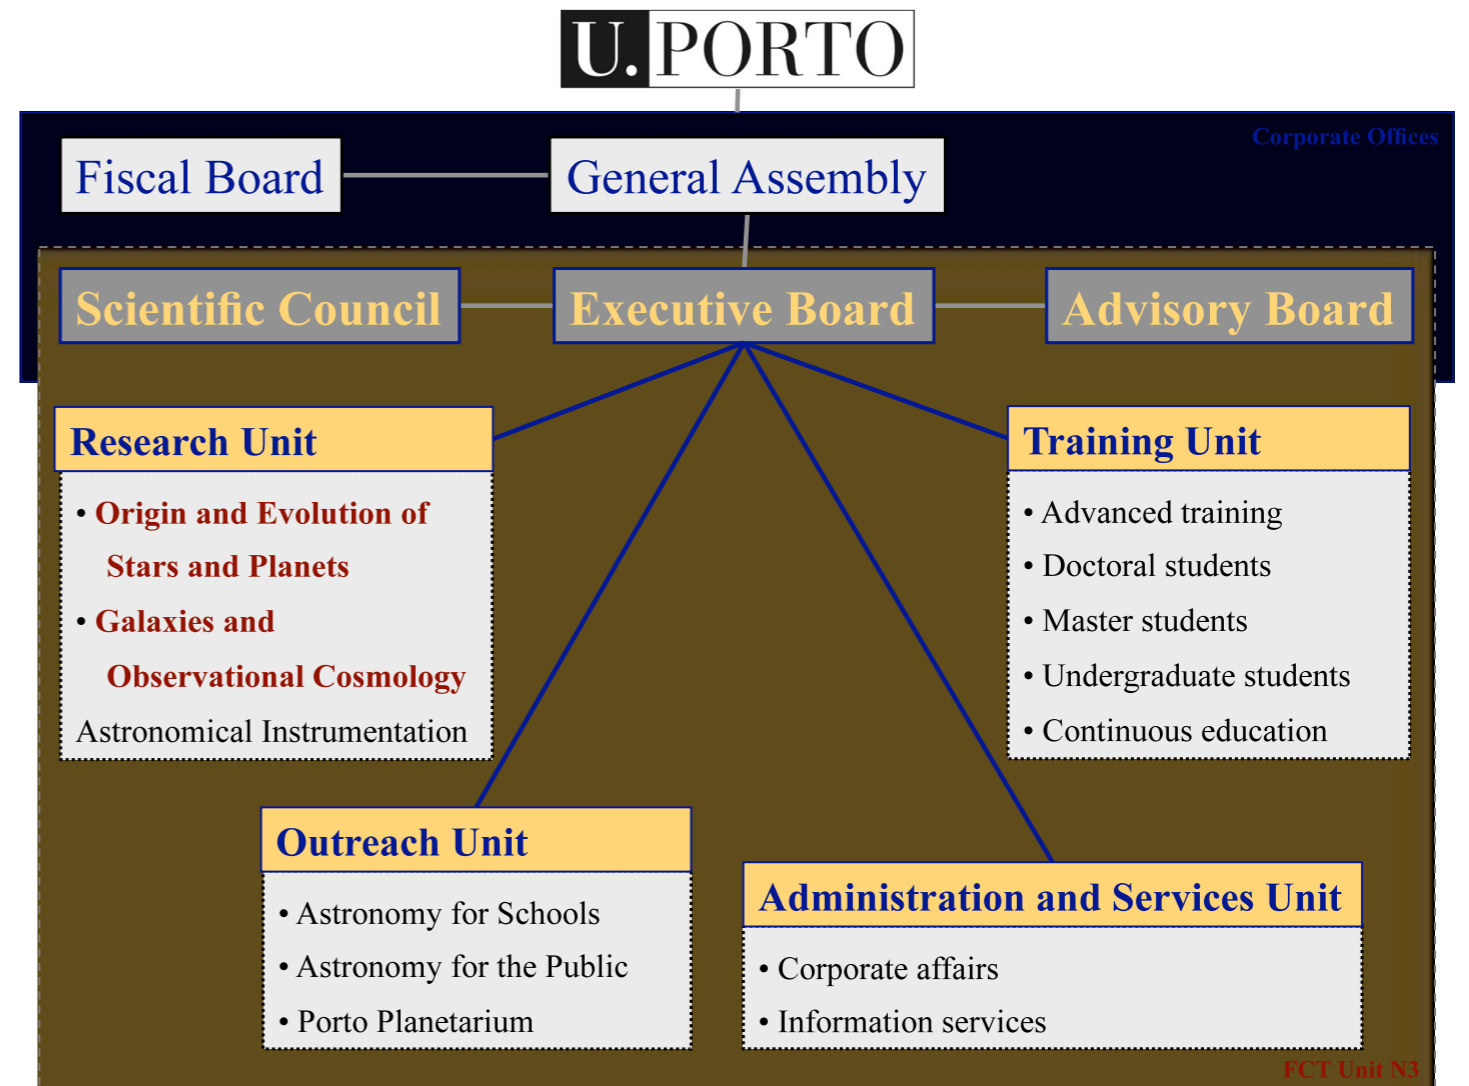 U.PORTO
Corporate Offices
Fiscal Board
General Assembly
Scientific Council
Executive Board
Advisory Board
Research Unit
• Origin and Evolution of
Stars and Planets
• Galaxies and
Observational Cosmology
Astronomical Instrumentation
Training Unit
• Advanced training
• Doctoral students
• Master students
• Undergraduate students
• Continuous education
Outreach Unit
• Astronomy for Schools
• Astronomy for the Public
• Porto Planetarium
Administration and Services Unit
• Corporate affairs
• Information services
FCT Unit N3